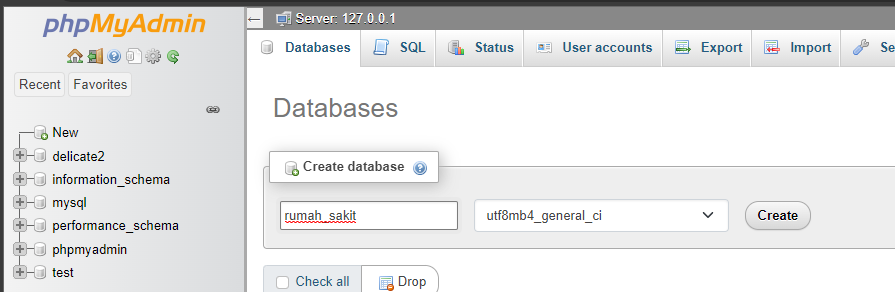 phpMyAdmin
Recent Favorites
New
delicate2
information_schema
mysql
performance_schema
phpmyadmin
test
Server: 127.0.0.1
Databases SQL Status User accounts Export Import Se
Databases
Create database
rumah_sakit utf8mb4_general_ci Create
Check all Drop